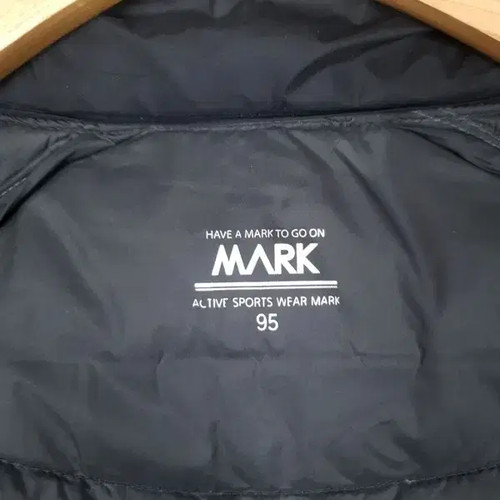 HAVE A MARK TO GO ON
MARK
ACTIVE SPORTS WEAR MARK
95